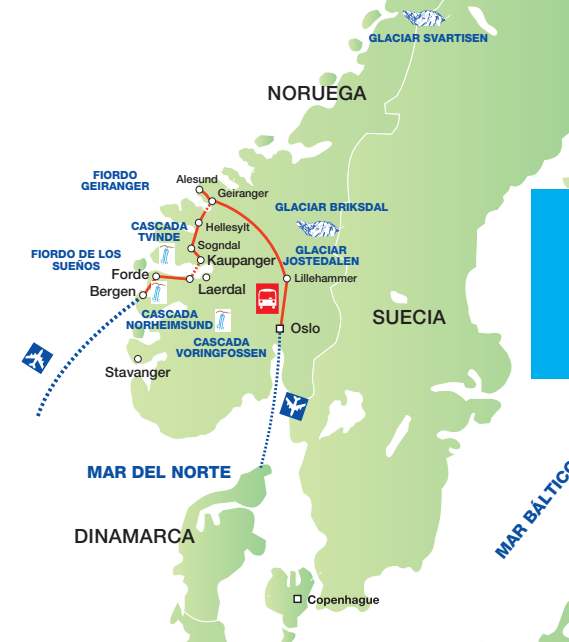 GLACIAR SVARTISEN
NORUEGA
FIORDO
GEIRANGER
Alesund
Geiranger
GLACIAR BRIKSDAL
CASCADA
TVINDE
Hellesylt
FIORDO DE LOS
SUEÑOS
Sogndal
GLACIAR
JOSTEDALEN
Kaupanger
Forde
Lillehammer
Bergen
Laerdal
CASCADA
NORHEIMSUND
SUECIA
Oslo
CASCADA
VORINGFOSSEN
Stavanger
MAR DEL NORTE
MAR BÁLTICO
DINAMARCA
Copenhague